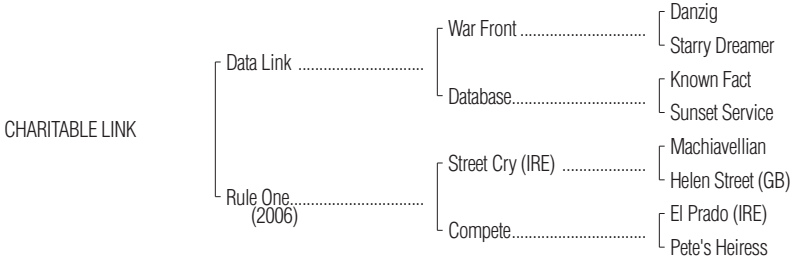 Danzig
War Front ..............................
Starry Dreamer
Data Link ..............................
Known Fact
Database................................
Sunset Service
CHARITABLE LINK
Machiavellian
Street Cry (IRE) ....................
Helen Street (GB)
Rule One................................
(2006)
El Prado (IRE)
Compete................................
Pete's Heiress